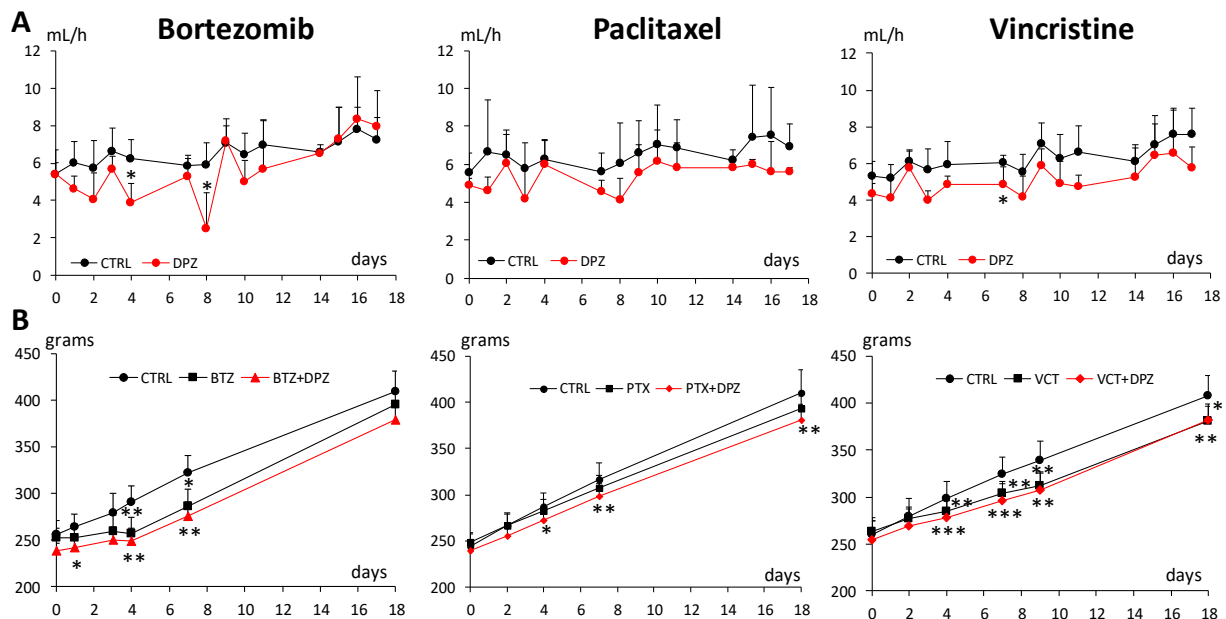 A
Bortezomib
Paclitaxel
Vincristine
mL/h
mL/h
mL/h
12
10
8
6
4
2
0
* *
CTRL DPZ
days
0 2 4 6 8 10 12 14 16 18
12
10
8
6
4
2
0
CTRL DPZ
days
0 2 4 6 8 10 12 14 16 18
12
10
8
6
4
2
0
*
CTRL DPZ
days
0 2 4 6 8 10 12 14 16 18
B
grams
450
400
350
300
250
200
CTRL BTZ BTZ+DPZ
*
**
**
**
*
days
0 2 4 6 8 10 12 14 16 18
grams
450
400
350
300
250
200
CTRL PTX PTX+DPZ
**
**
*
days
0 2 4 6 8 10 12 14 16 18
grams
450
400
350
300
250
200
CTRL VCT VCT+DPZ
*
**
**
**
**
*** *** **
days
0 2 4 6 8 10 12 14 16 18